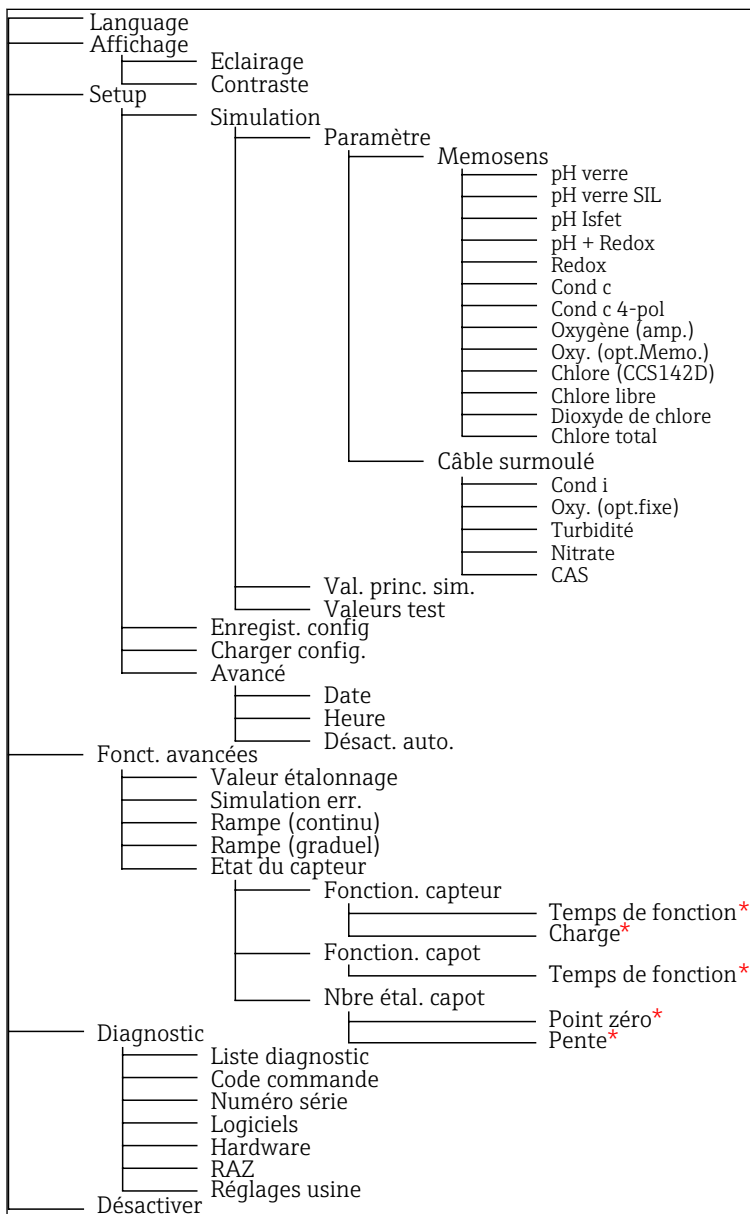 Language
Affichage
Eclairage
Contraste
Setup
Simulation
Paramètre
Memosens
pH verre
pH verre SIL
pH Isfet
pH + Redox
Redox
Cond c
Cond c 4-pol
Oxygène (amp.)
Oxy. (opt.Memo.)
Chlore (CCS142D)
Chlore libre
Dioxyde de chlore
Chlore total
Câble surmoulé
Cond i
Oxy. (opt.fixe)
Turbidité
Nitrate
CAS
Val. princ. sim.
Valeurs test
Enregist. config
Charger config.
Avancé
Date
Heure
Désact. auto.
Fonct. avancées
Valeur étalonnage
Simulation err.
Rampe (continu)
Rampe (graduel)
Etat du capteur
Fonction. capteur
Temps de fonction*
Charge*
Fonction. capot
Temps de fonction*
Nbre étal. capot
Point zéro*
Pente*
Diagnostic
Liste diagnostic
Code commande
Numéro série
Logiciels
Hardware
RAZ
Réglages usine
Désactiver